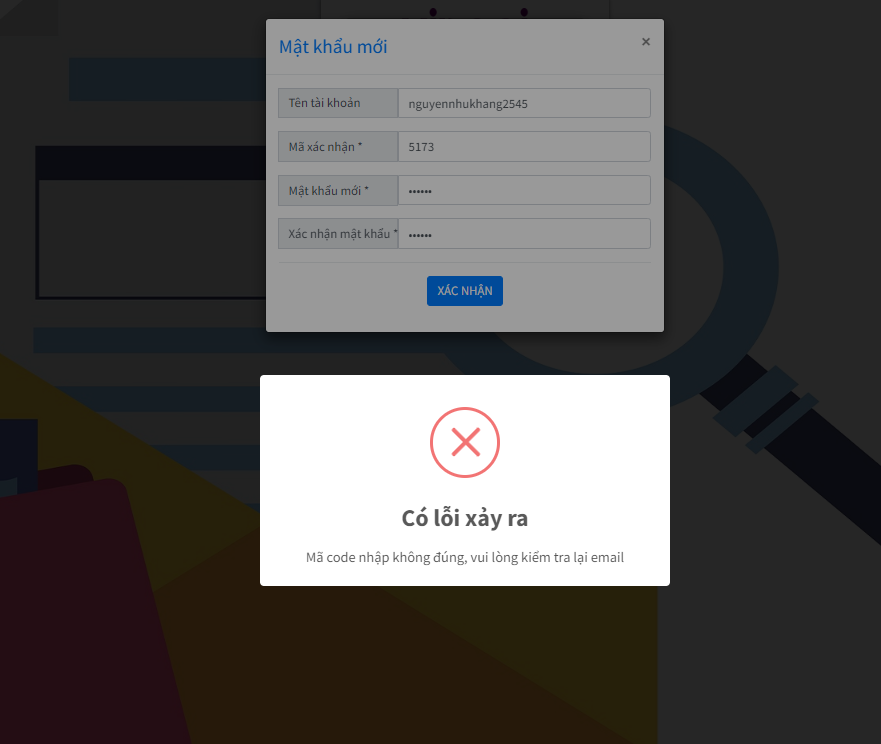 Mật khẩu mới
×
Tên tài khoản
nguyennhukhang2545
Mã xác nhận *
5173
Mật khẩu mới *
••••••
Xác nhận mật khẩu *
••••••
XÁC NHẬN
Có lỗi xảy ra
Mã code nhập không đúng, vui lòng kiểm tra lại email